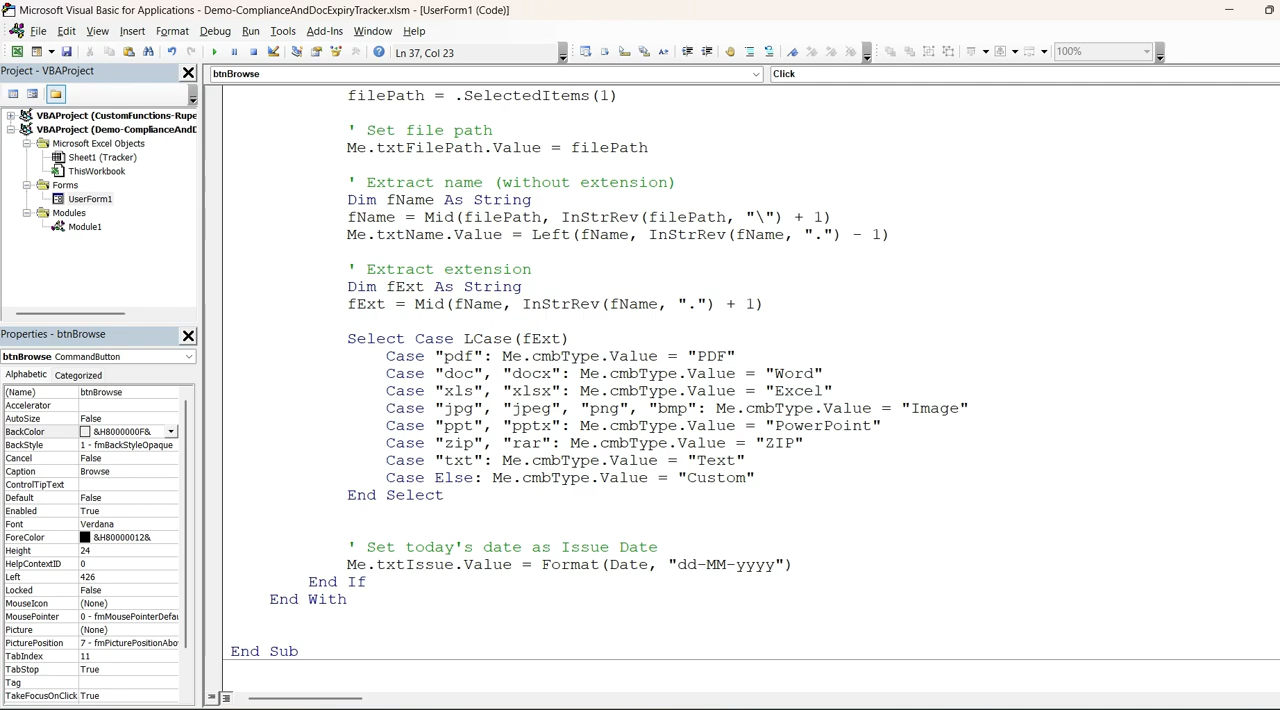 Microsoft Visual Basic for Applications - Demo-ComplianceAndDocExpiryTracker.xlsm - [UserForm1 (Code)]
File Edit View Insert Format Debug Run Tools Add-Ins Window Help
Ln 37, Col 23
100%
Project - VBAProject
btnBrowse
Click
VBAProject (CustomFunctions-Rupe
VBAProject (Demo-ComplianceAndD
Microsoft Excel Objects
Sheet1 (Tracker)
ThisWorkbook
Forms
UserForm1
Modules
Module1
Properties - btnBrowse
btnBrowse CommandButton
Alphabetic Categorized
(Name) btnBrowse
Accelerator
AutoSize False
BackColor &H8000000F&
BackStyle 1 - fmBackStyleOpaque
Cancel False
Caption Browse
ControlTipText
Default False
Enabled True
Font Verdana
ForeColor &H80000012&
Height 24
HelpContextID 0
Left 426
Locked False
MouseIcon (None)
MousePointer 0 - fmMousePointerDefau
Picture (None)
PicturePosition 7 - fmPicturePositionAbov
TabIndex 11
TabStop True
Tag
TakeFocusOnClick True
filePath = .SelectedItems(1)
' Set file path
Me.txtFilePath.Value = filePath
' Extract name (without extension)
Dim fName As String
fName = Mid(filePath, InStrRev(filePath, "\") + 1)
Me.txtName.Value = Left(fName, InStrRev(fName, ".") - 1)
' Extract extension
Dim fExt As String
fExt = Mid(fName, InStrRev(fName, ".") + 1)
Select Case LCase(fExt)
Case "pdf": Me.cmbType.Value = "PDF"
Case "doc", "docx": Me.cmbType.Value = "Word"
Case "xls", "xlsx": Me.cmbType.Value = "Excel"
Case "jpg", "jpeg", "png", "bmp": Me.cmbType.Value = "Image"
Case "ppt", "pptx": Me.cmbType.Value = "PowerPoint"
Case "zip", "rar": Me.cmbType.Value = "ZIP"
Case "txt": Me.cmbType.Value = "Text"
Case Else: Me.cmbType.Value = "Custom"
End Select
' Set today's date as Issue Date
Me.txtIssue.Value = Format(Date, "dd-MM-yyyy")
End If
End With
End Sub